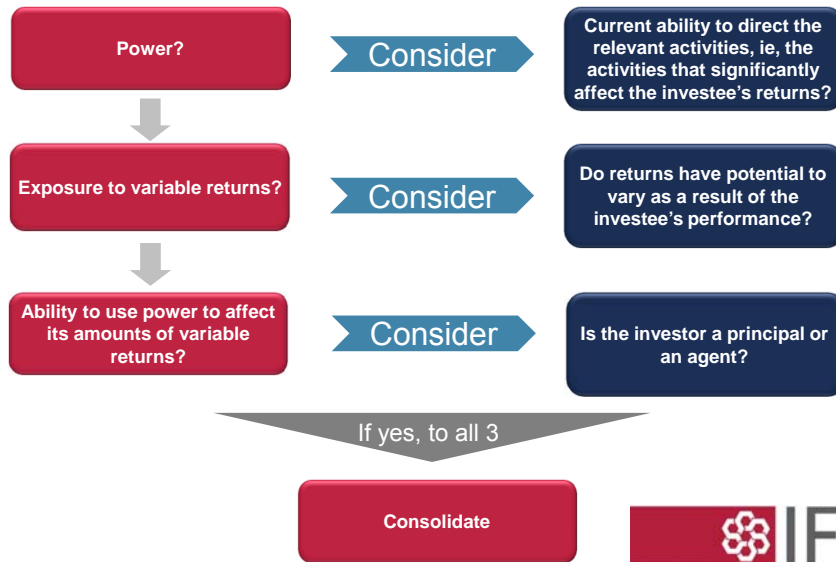 Power?
Consider
Current ability to direct the
relevant activities, ie, the
activities that significantly
affect the investee's returns?
Exposure to variable returns?
Consider
Do returns have potential to
vary as a result of the
investee's performance?
Ability to use power to affect
its amounts of variable
returns?
Consider
Is the investor a principal or
an agent?
If yes, to all 3
Consolidate
IF